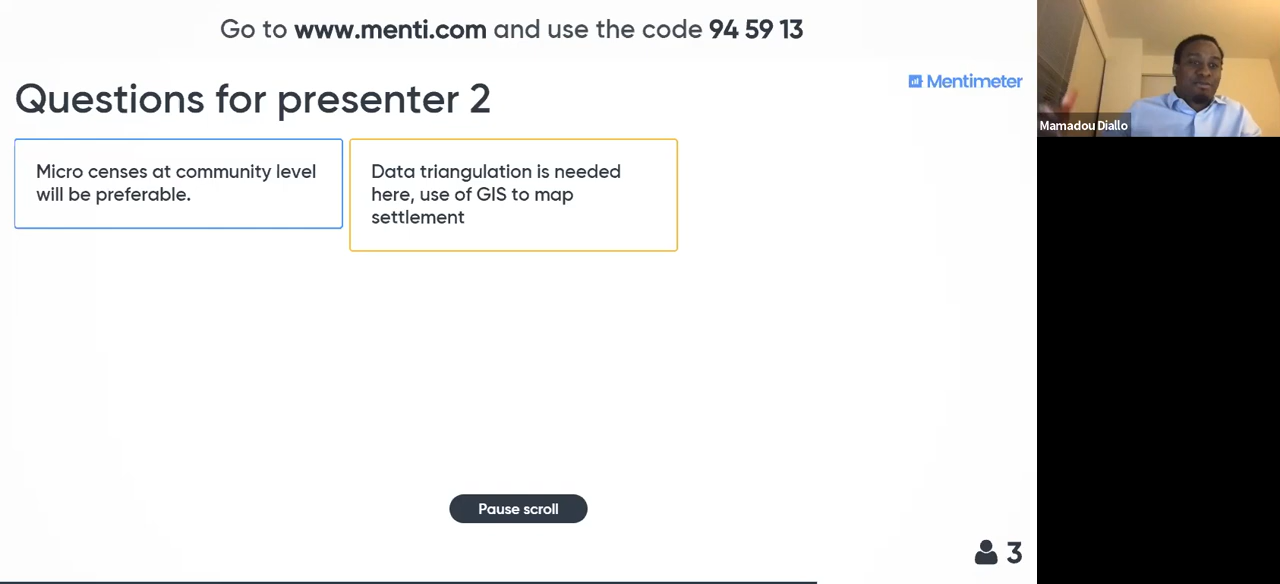 Go to www.menti.com and use the code 94 59 13
Mentimeter
Questions for presenter 2
Micro censes at community level
will be preferable.
Data triangulation is needed
here, use of GIS to map
settlement
Pause scroll
3
Mamadou Diallo